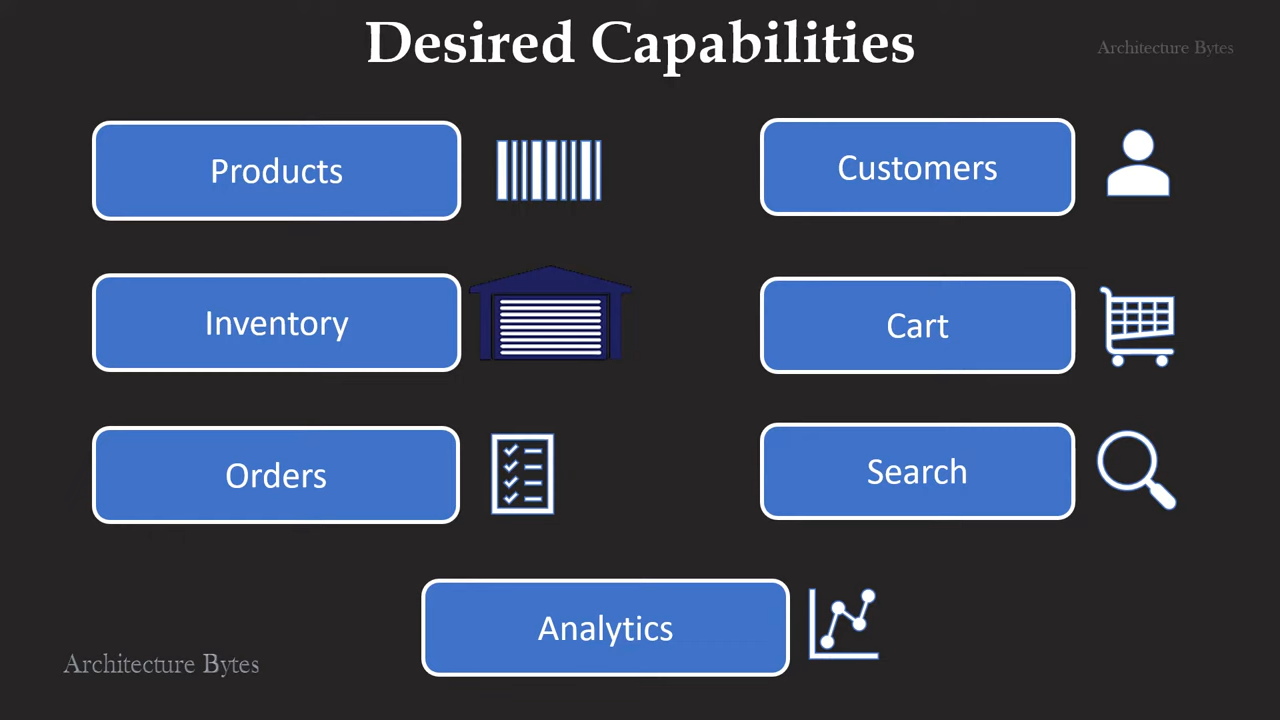 Desired Capabilities
Architecture Bytes
Products
Customers
Inventory
Cart
Orders
Search
Analytics
Architecture Bytes